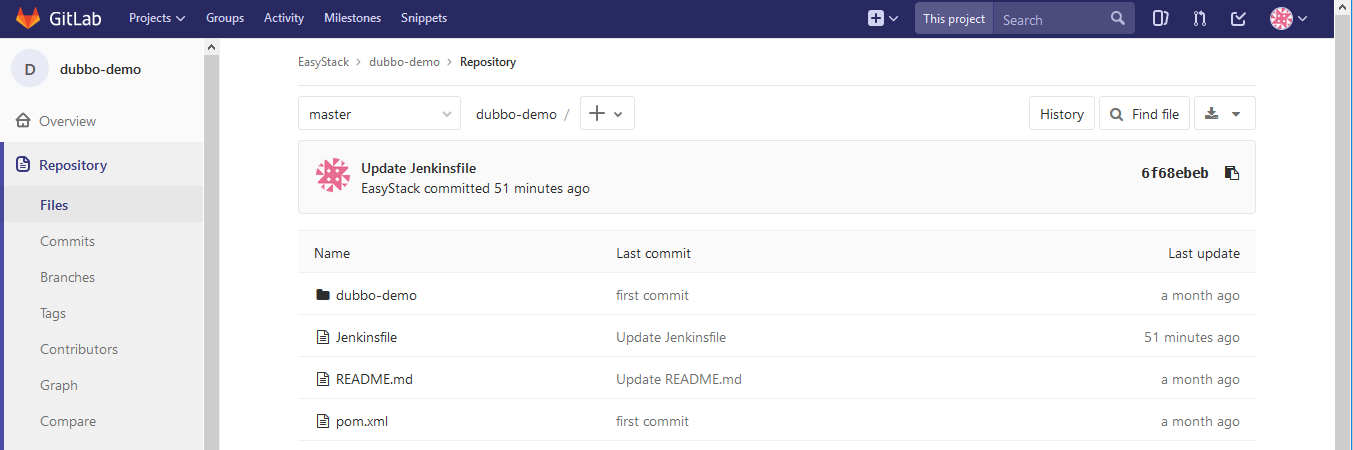 GitLab Projects Groups Activity Milestones Snippets This project Search
D dubbo-demo
EasyStack > dubbo-demo > Repository
master dubbo-demo / History Find file
Overview
Repository
Update Jenkinsfile
EasyStack committed 51 minutes ago
6f68ebeb
Files
Commits
Branches
Tags
Contributors
Graph
Compare
Name Last commit Last update
dubbo-demo first commit a month ago
Jenkinsfile Update Jenkinsfile 51 minutes ago
README.md Update README.md a month ago
pom.xml first commit a month ago